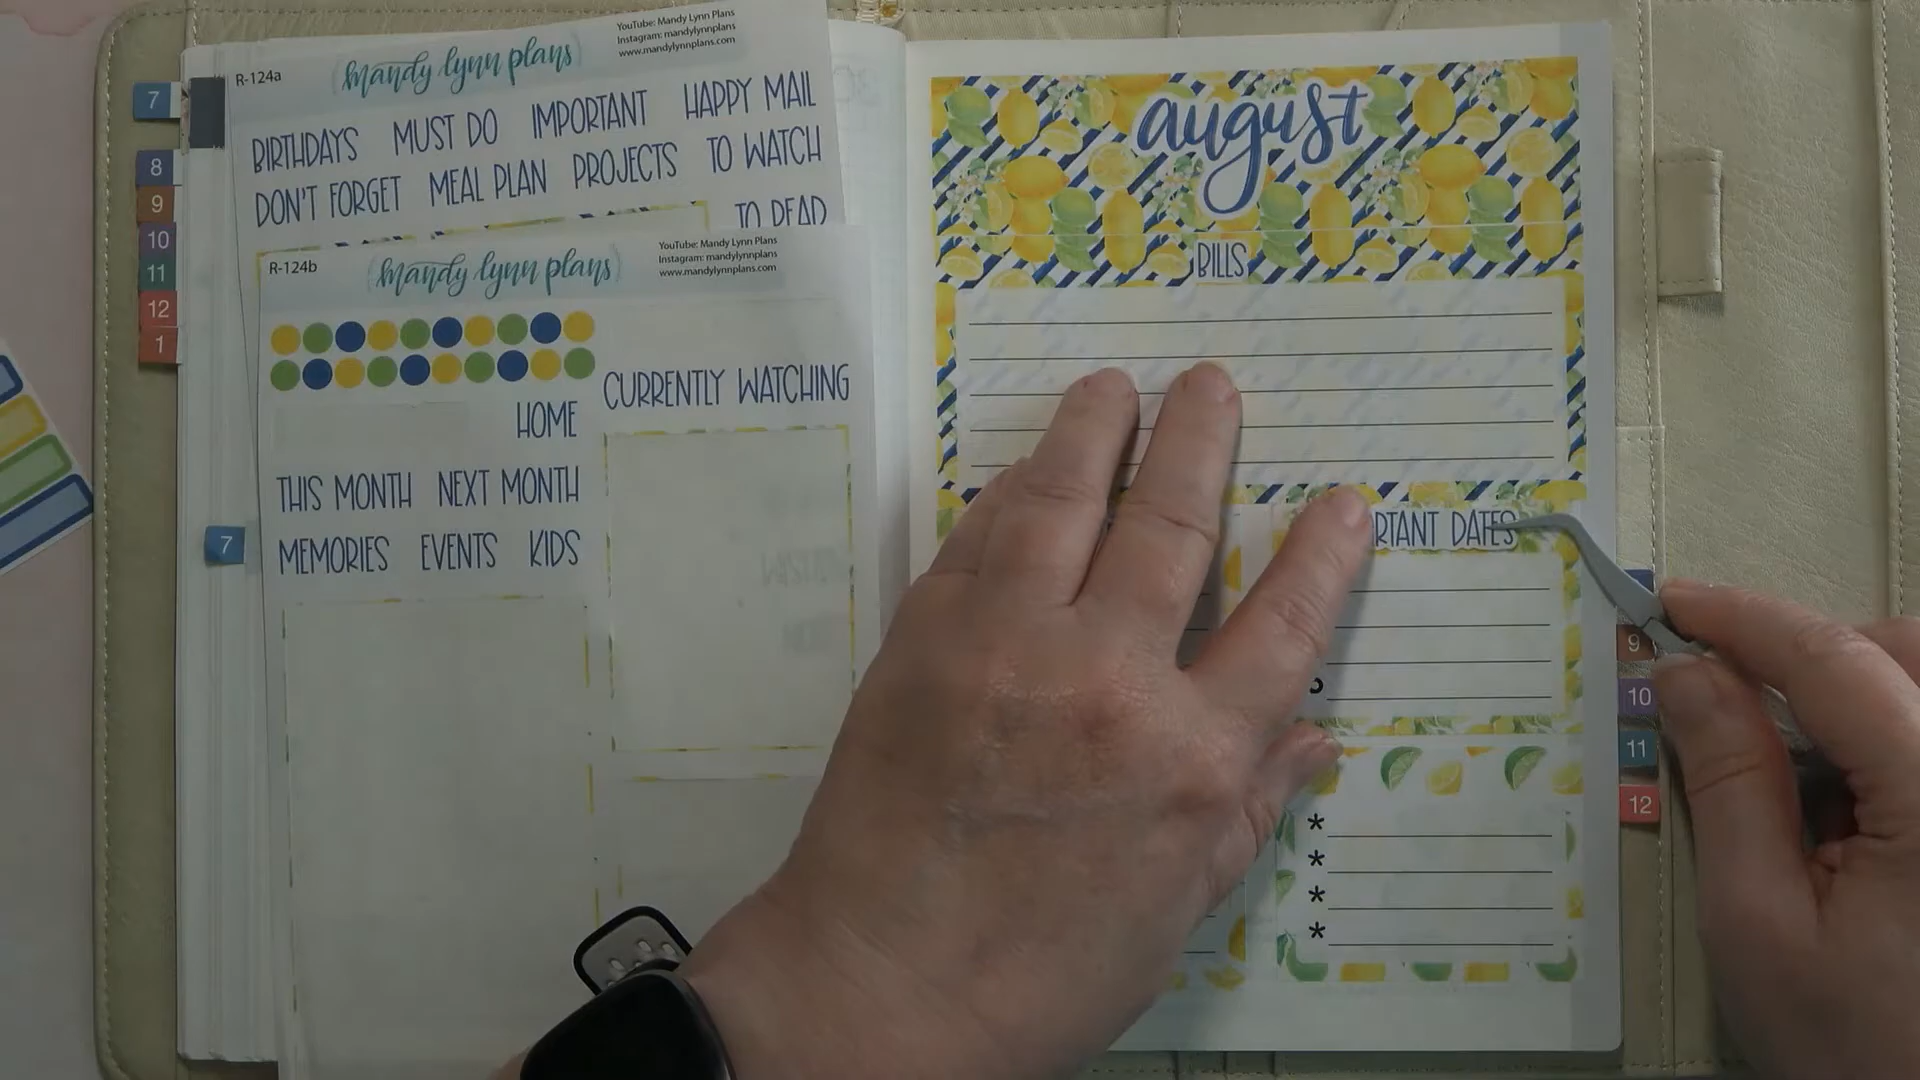 7
8
9
10
11
12
1
7
R-124a
mandy lynn plans
YouTube: Mandy Lynn Plans
Instagram: mandylynnplans
www.mandylynnplans.com
BIRTHDAYS MUST DO IMPORTANT HAPPY MAIL
DON'T FORGET MEAL PLAN PROJECTS TO WATCH
TO READ
R-124b
mandy lynn plans
YouTube: Mandy Lynn Plans
Instagram: mandylynnplans
www.mandylynnplans.com
CURRENTLY WATCHING
HOME
THIS MONTH NEXT MONTH
MEMORIES EVENTS KIDS
august
BILLS
RTANT DATES
*
*
*
*
9
10
11
12